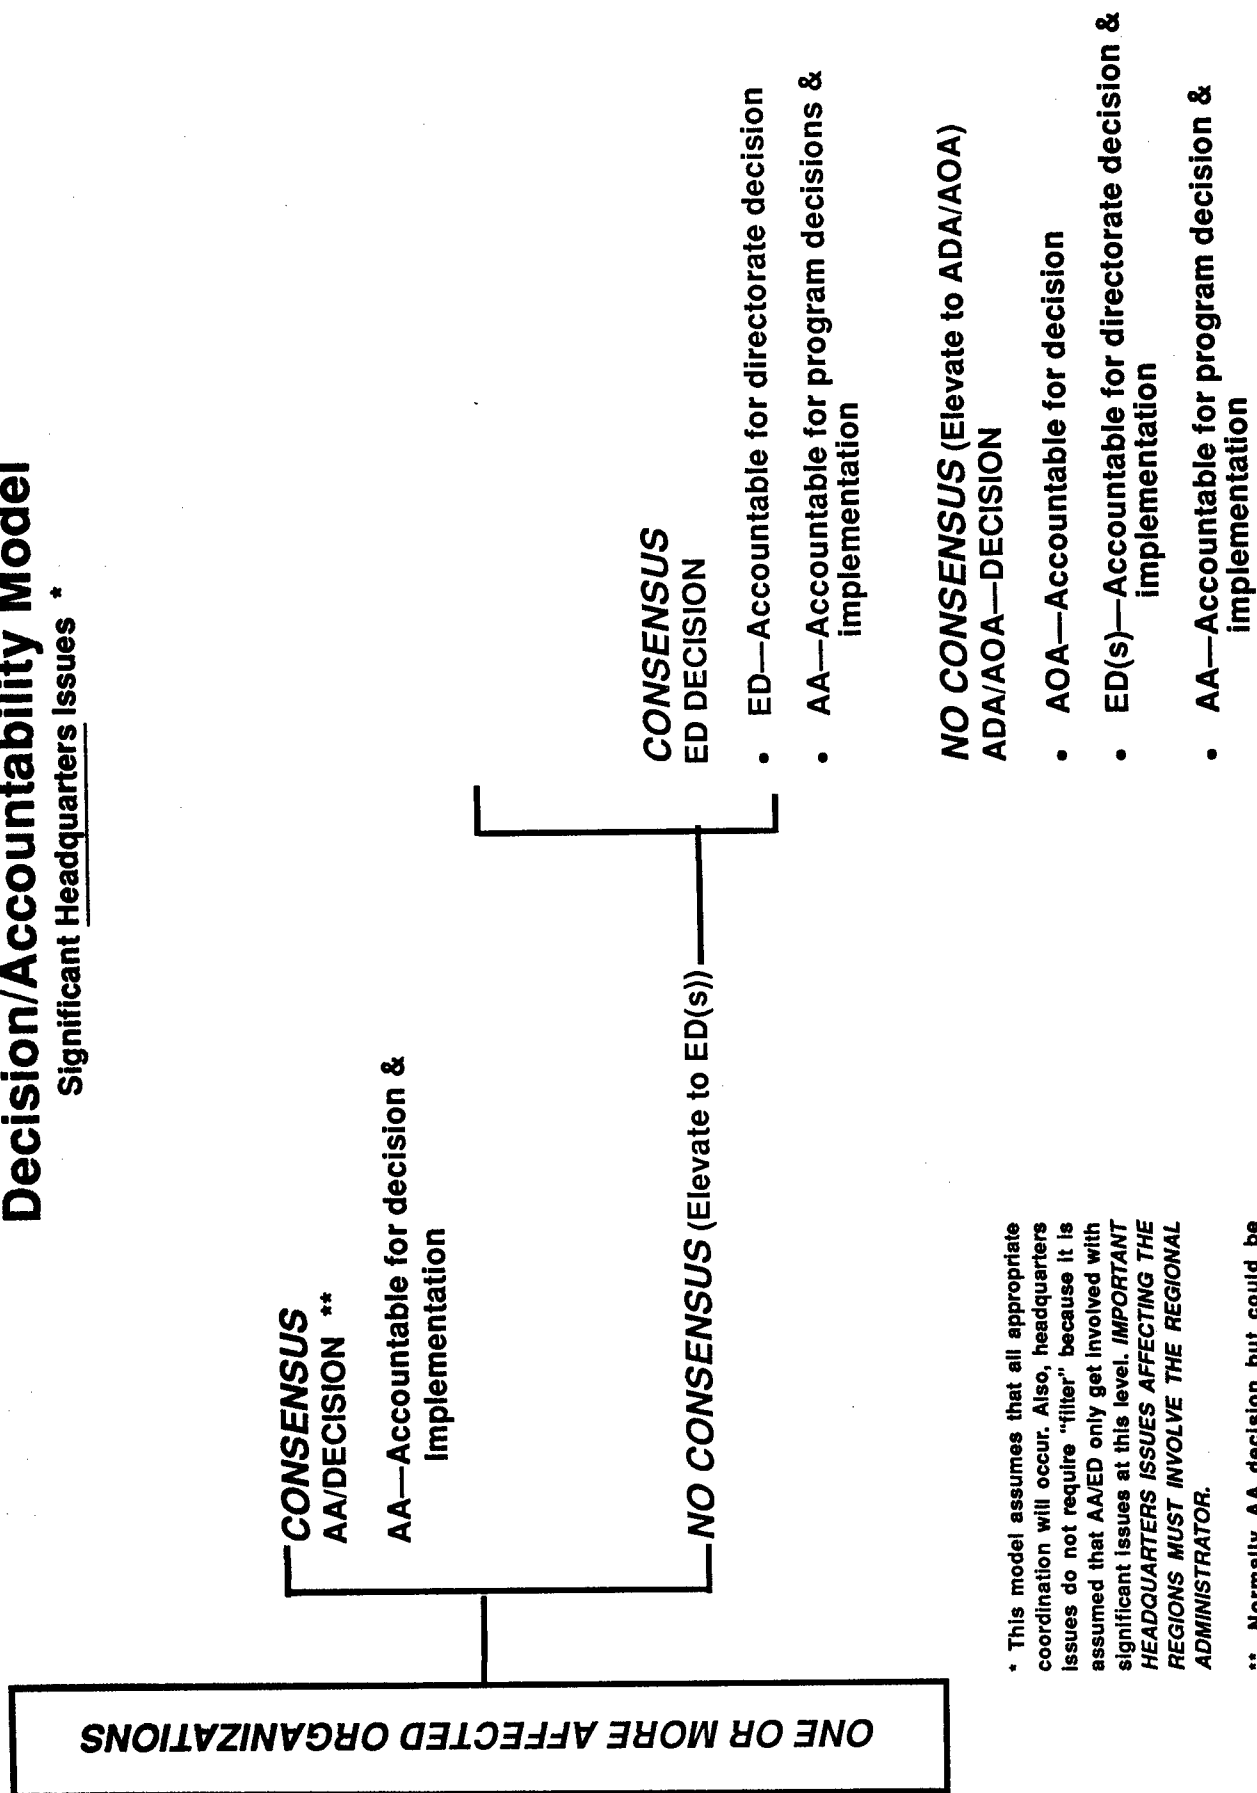 Decision/Accountability Model
Significant Headquarters Issues *
ONE OR MORE AFFECTED ORGANIZATIONS
CONSENSUS
AA/DECISION **
AA—Accountable for decision &
Implementation
NO CONSENSUS (Elevate to ED(s))
CONSENSUS
ED DECISION
• ED—Accountable for directorate decision
• AA—Accountable for program decisions &
implementation
NO CONSENSUS (Elevate to ADA/AOA)
ADA/AOA—DECISION
• AOA—Accountable for decision
• ED(s)—Accountable for directorate decision &
implementation
• AA—Accountable for program decision &
implementation
* This model assumes that all appropriate
coordination will occur. Also, headquarters
issues do not require "filter" because it is
assumed that AA/ED only get involved with
significant issues at this level. IMPORTANT
HEADQUARTERS ISSUES AFFECTING THE
REGIONS MUST INVOLVE THE REGIONAL
ADMINISTRATOR.
** Normally AA decision but could be